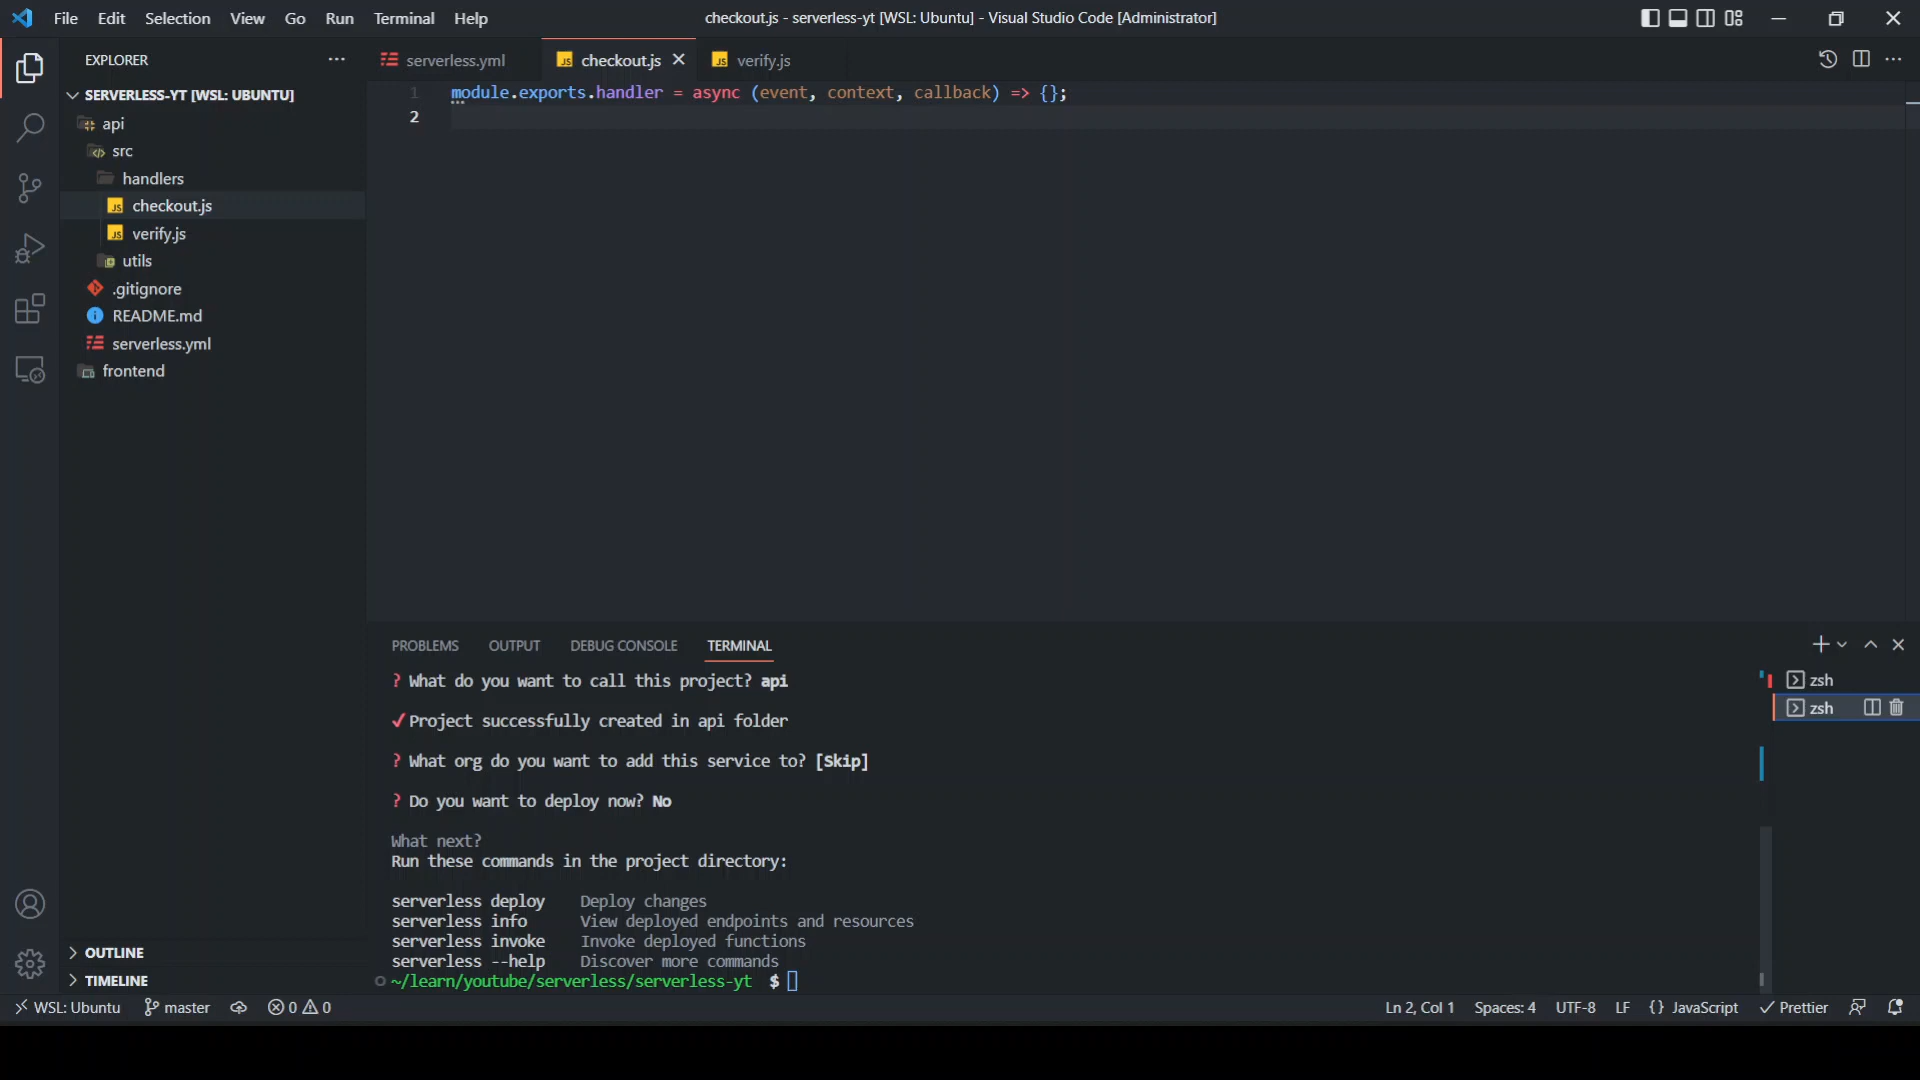 File Edit Selection View Go Run Terminal Help
checkout.js - serverless-yt [WSL: Ubuntu] - Visual Studio Code [Administrator]
EXPLORER
SERVERLESS-YT [WSL: UBUNTU]
api
src
handlers
checkout.js
verify.js
utils
.gitignore
README.md
serverless.yml
frontend
OUTLINE
TIMELINE
serverless.yml
checkout.js
verify.js
1 module.exports.handler = async (event, context, callback) => {};
2
PROBLEMS OUTPUT DEBUG CONSOLE TERMINAL
? What do you want to call this project? api
✓Project successfully created in api folder
? What org do you want to add this service to? [Skip]
? Do you want to deploy now? No
What next?
Run these commands in the project directory:
serverless deploy Deploy changes
serverless info View deployed endpoints and resources
serverless invoke Invoke deployed functions
serverless --help Discover more commands
~/learn/youtube/serverless/serverless-yt $
zsh
zsh
WSL: Ubuntu master 0 0 Ln 2, Col 1 Spaces: 4 UTF-8 LF {} JavaScript Prettier